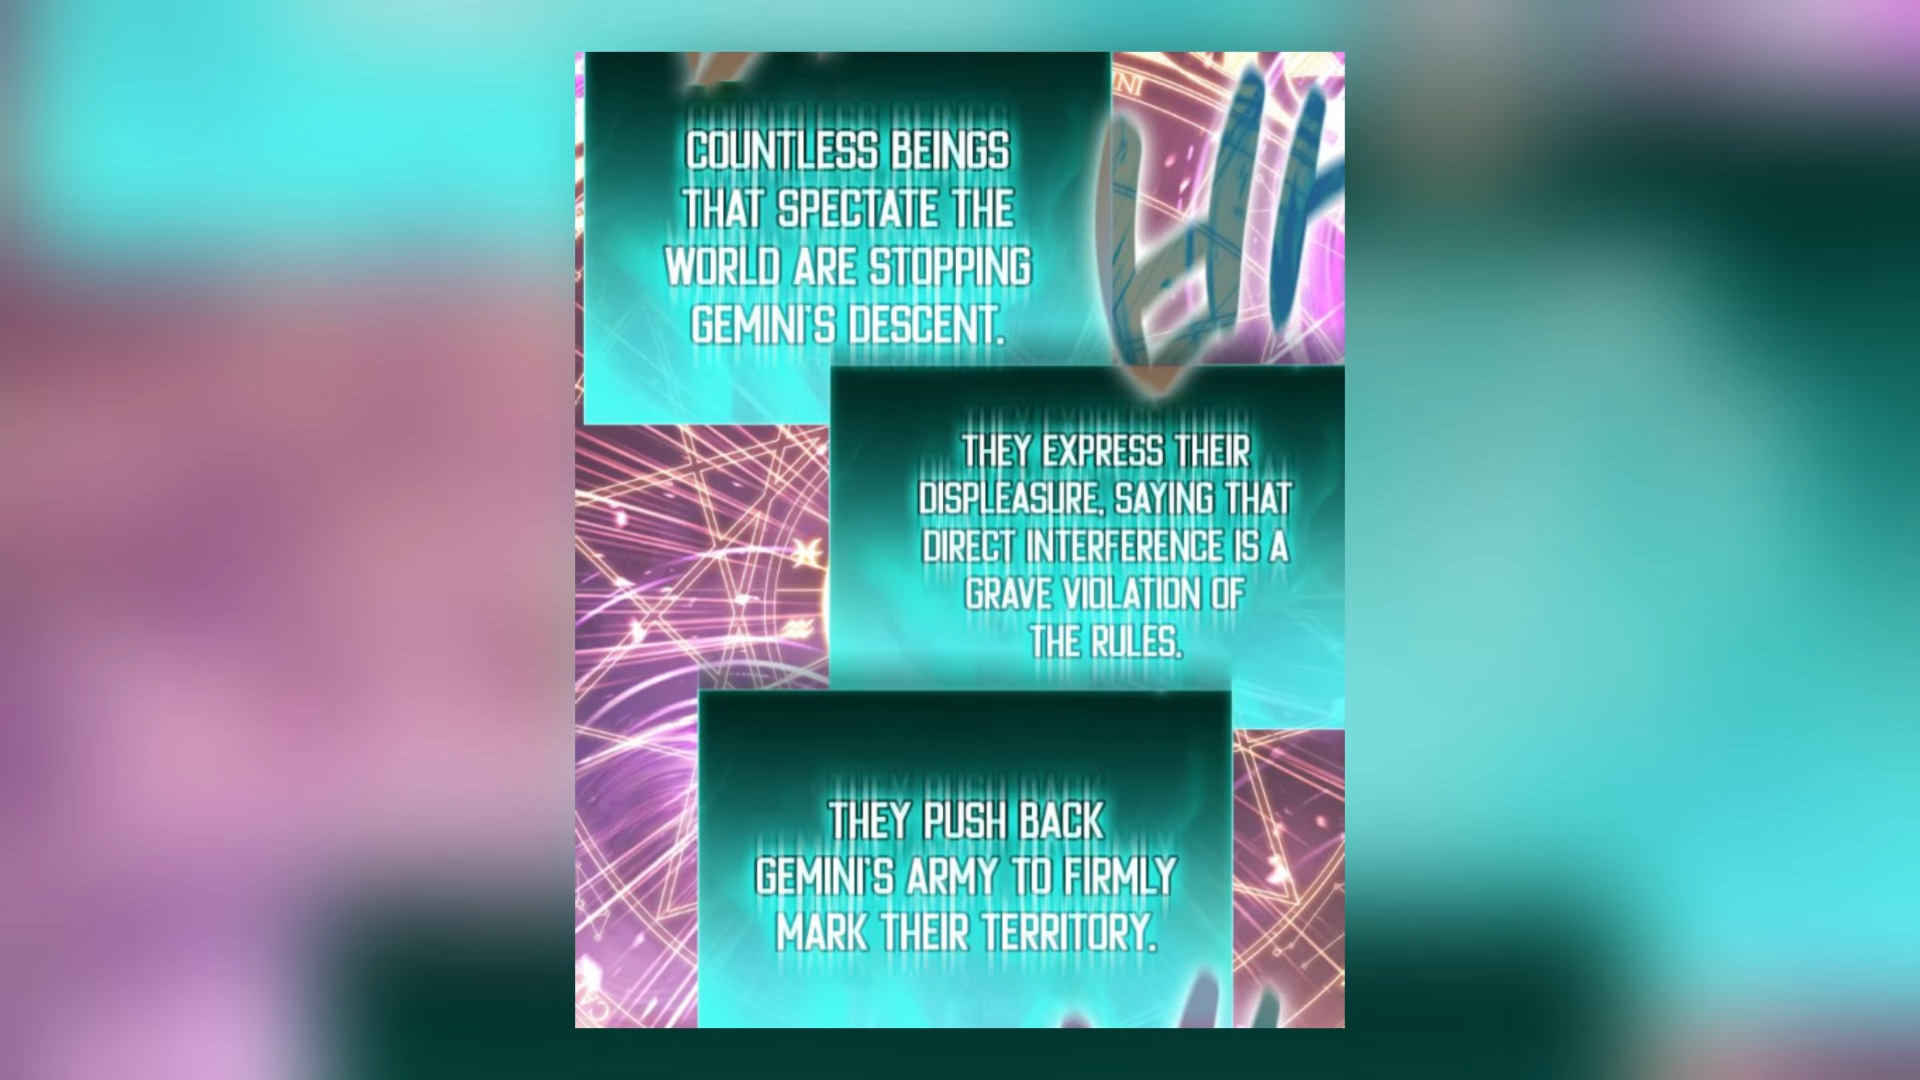 COUNTLESS BEINGS
THAT SPECTATE THE
WORLD ARE STOPPING
GEMINI'S DESCENT.
THEY EXPRESS THEIR
DISPLEASURE, SAYING THAT
DIRECT INTERFERENCE IS A
GRAVE VIOLATION OF
THE RULES.
THEY PUSH BACK
GEMINI'S ARMY TO FIRMLY
MARK THEIR TERRITORY.